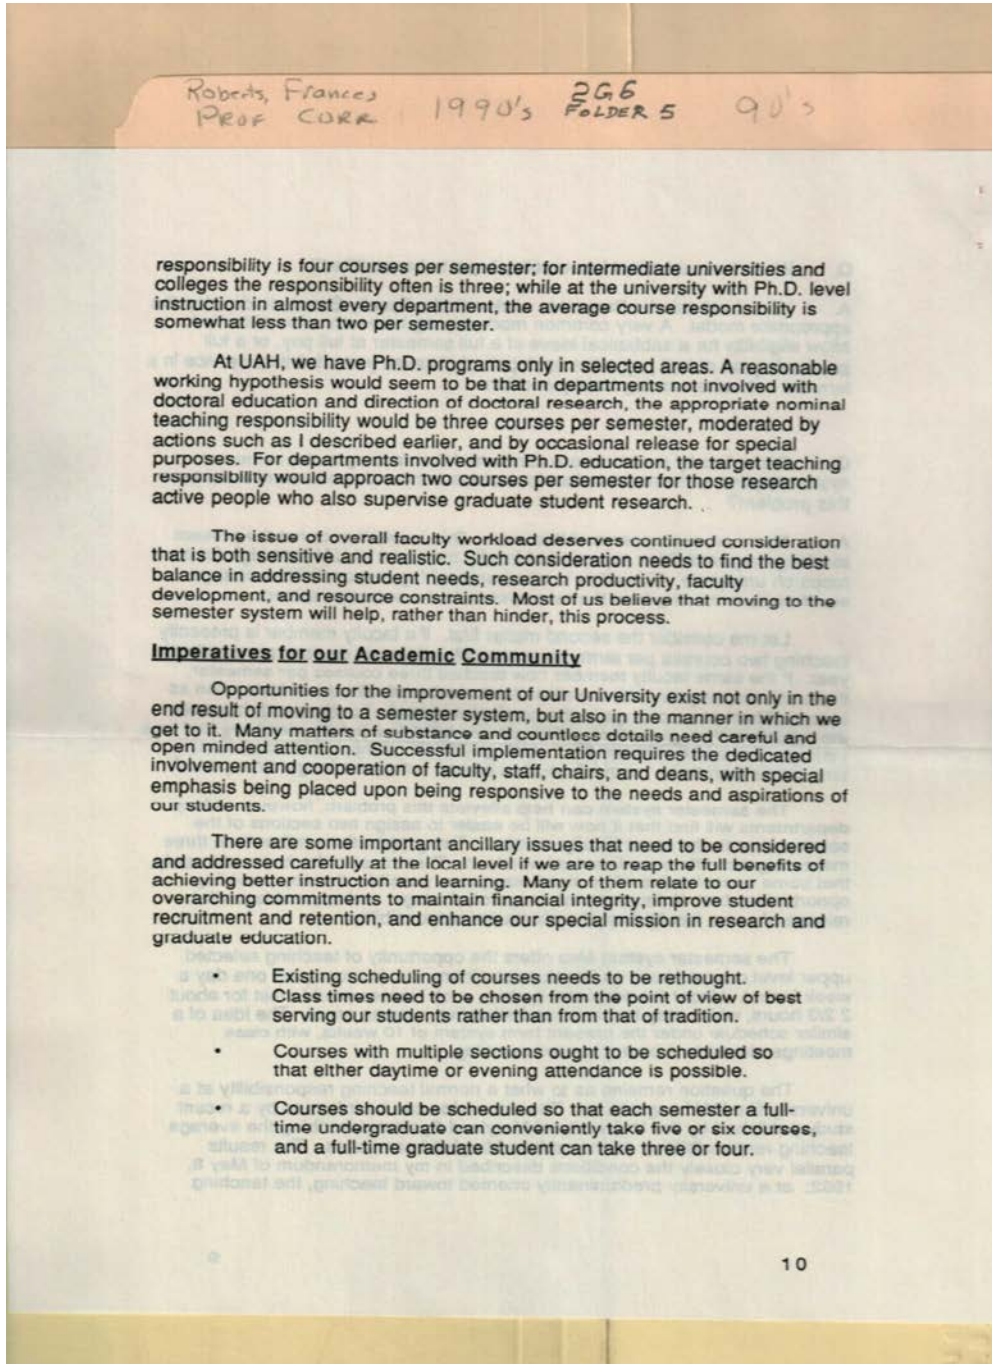 Roberts, Frances 1990's 2G6 90's
PROF CORR FOLDER 5
responsibility is four courses per semester; for intermediate universities and
colleges the responsibility often is three; while at the university with Ph.D. level
instruction in almost every department, the average course responsibility is
somewhat less than two per semester.
At UAH, we have Ph.D. programs only in selected areas. A reasonable
working hypothesis would seem to be that in departments not involved with
doctoral education and direction of doctoral research, the appropriate nominal
teaching responsibility would be three courses per semester, moderated by
actions such as I described earlier, and by occasional release for special
purposes. For departments involved with Ph.D. education, the target teaching
responsibility would approach two courses per semester for those research
active people who also supervise graduate student research.
The issue of overall faculty workload deserves continued consideration
that is both sensitive and realistic. Such consideration needs to find the best
balance in addressing student needs, research productivity, faculty
development, and resource constraints. Most of us believe that moving to the
semester system will help, rather than hinder, this process.
Imperatives for our Academic Community
Opportunities for the improvement of our University exist not only in the
end result of moving to a semester system, but also in the manner in which we
get to it. Many matters of substance and countless details need careful and
open minded attention. Successful implementation requires the dedicated
involvement and cooperation of faculty, staff, chairs, and deans, with special
emphasis being placed upon being responsive to the needs and aspirations of
our students.
There are some important ancillary issues that need to be considered
and addressed carefully at the local level if we are to reap the full benefits of
achieving better instruction and learning. Many of them relate to our
overarching commitments to maintain financial integrity, improve student
recruitment and retention, and enhance our special mission in research and
graduate education.
• Existing scheduling of courses needs to be rethought.
Class times need to be chosen from the point of view of best
serving our students rather than from that of tradition.
• Courses with multiple sections ought to be scheduled so
that either daytime or evening attendance is possible.
• Courses should be scheduled so that each semester a full-
time undergraduate can conveniently take five or six courses,
and a full-time graduate student can take three or four.
10